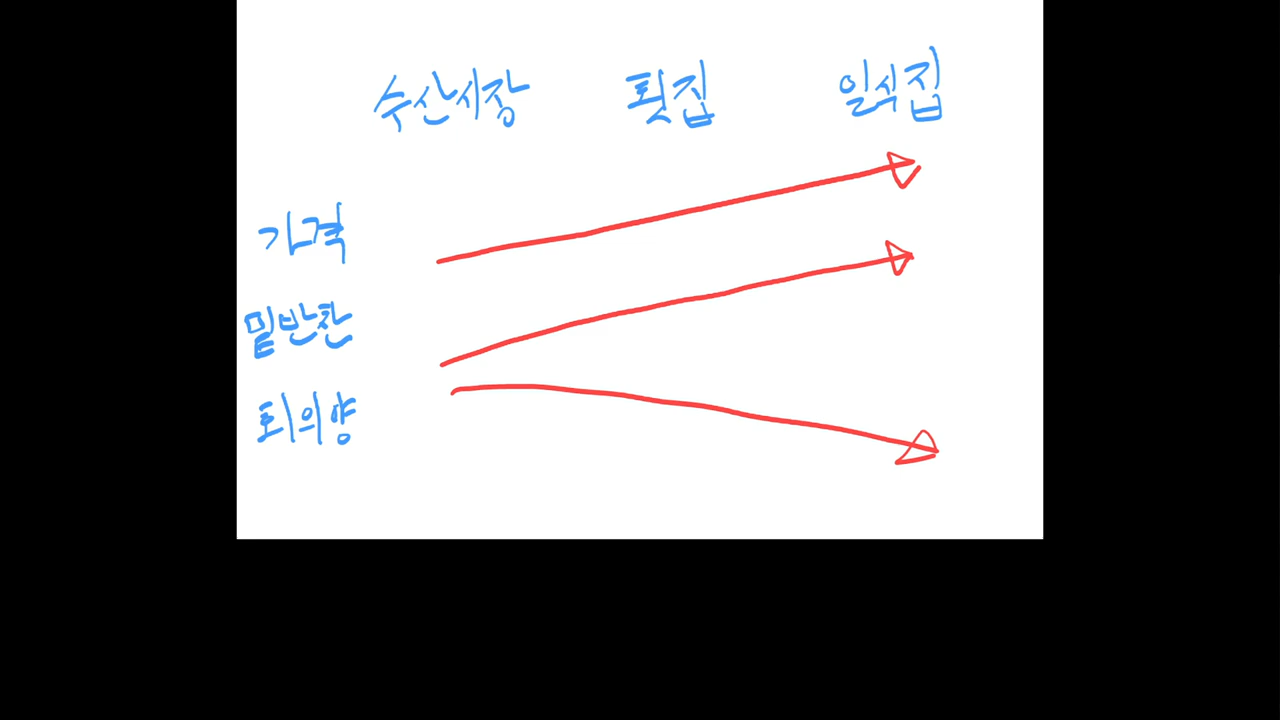 수산시장 횟집 일식집
가격
밑반찬
회의양